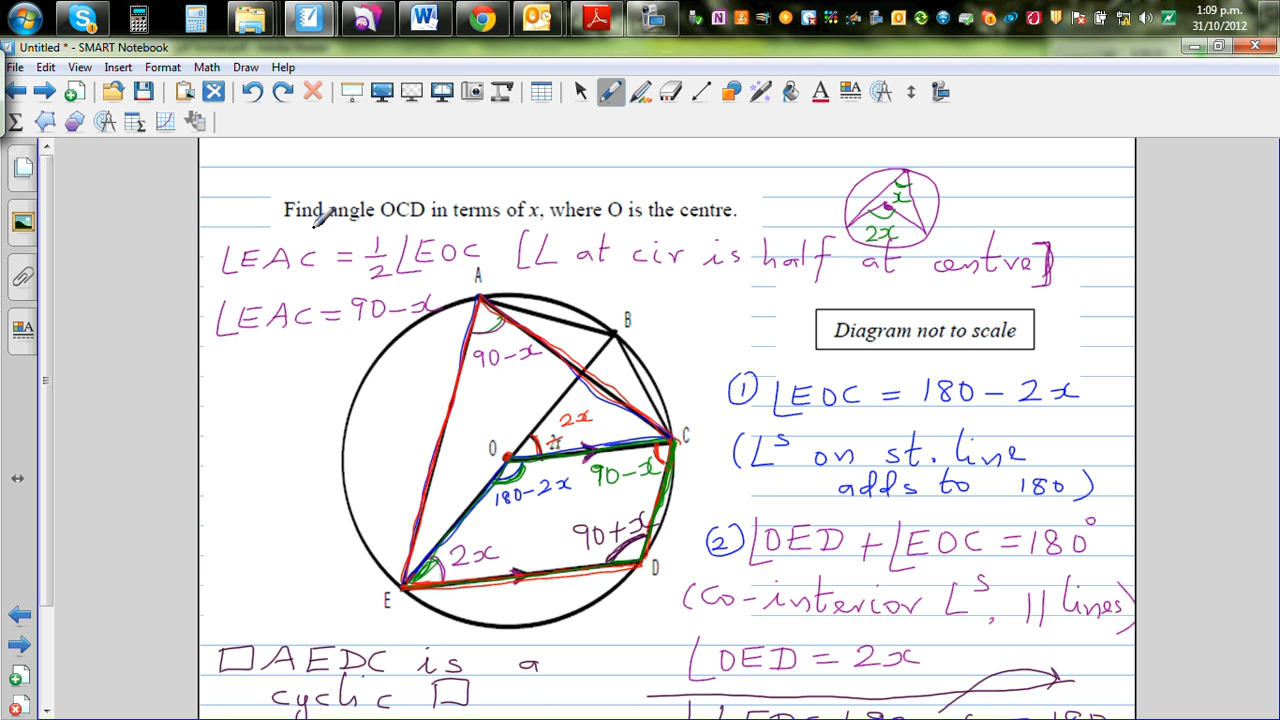 1:09 p.m.
31/10/2012
Untitled * - SMART Notebook
File Edit View Insert Format Math Draw Help
Find angle OCD in terms of x, where O is the centre.
x
2x
∠EAC = 1/2 ∠EOC [∠ at cir is half at centre]
∠EAC = 90-x
A
B
Diagram not to scale
90-x
① ∠EOC = 180 - 2x
2x
O
C
(∠s on st. line
adds to 180)
90-x
180-2x
90+x
② ∠OED + ∠EOC = 180°
2x
D
E
(Co-interior ∠s, || lines)
□AEDC is a
cyclic □
∠OED = 2x